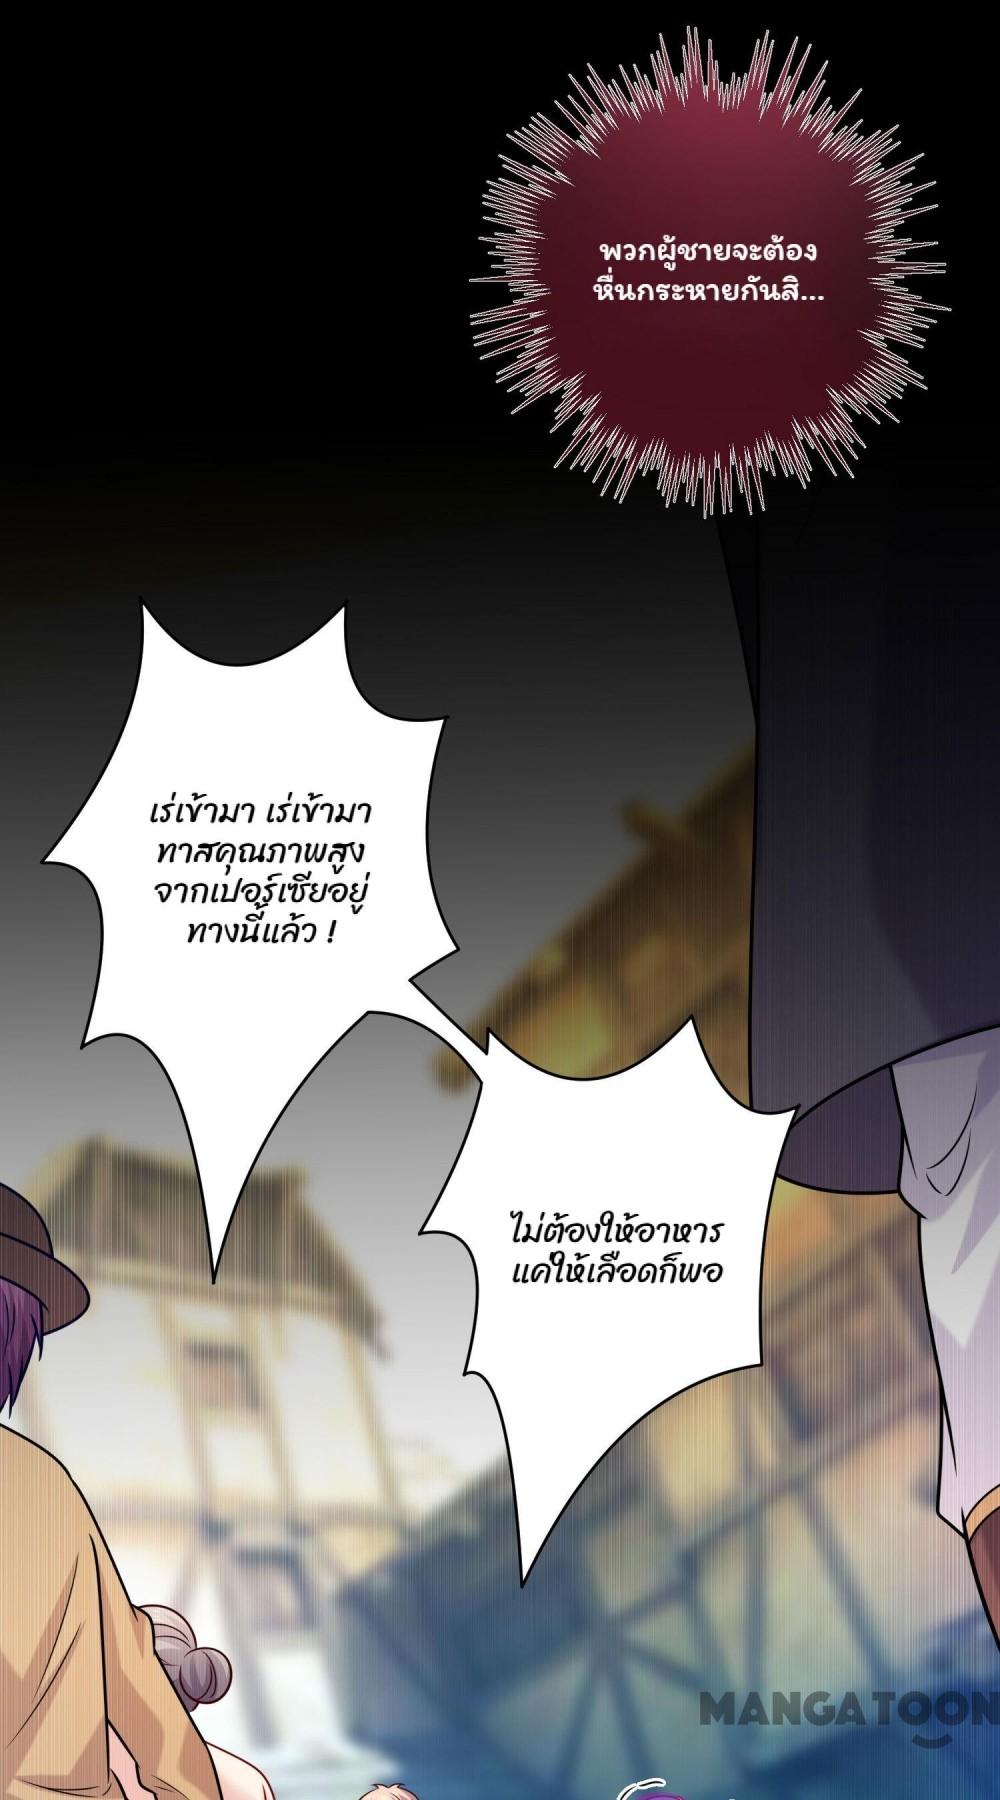 พวกผู้ชายจะต้อง
หื่นกระหายกันสิ...
เร่เข้ามา เร่เข้ามา
ทาสคุณภาพสูง
จากเปอร์เซียอยู่
ทางนี้แล้ว !
ไม่ต้องให้อาหาร
แค่ให้เลือดก็พอ
MANGATOON